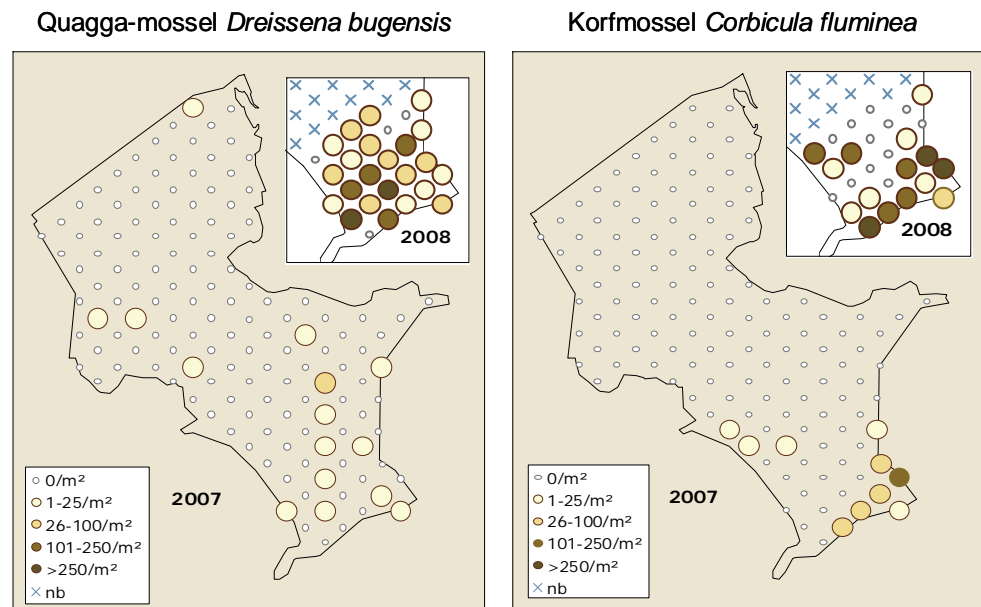 Quagga-mossel Dreissena bugensis
2008
2007
0/m²
1-25/m²
26-100/m²
101-250/m²
>250/m²
nb
Korfmossel Corbicula fluminea
2008
2007
0/m²
1-25/m²
26-100/m²
101-250/m²
>250/m²
nb